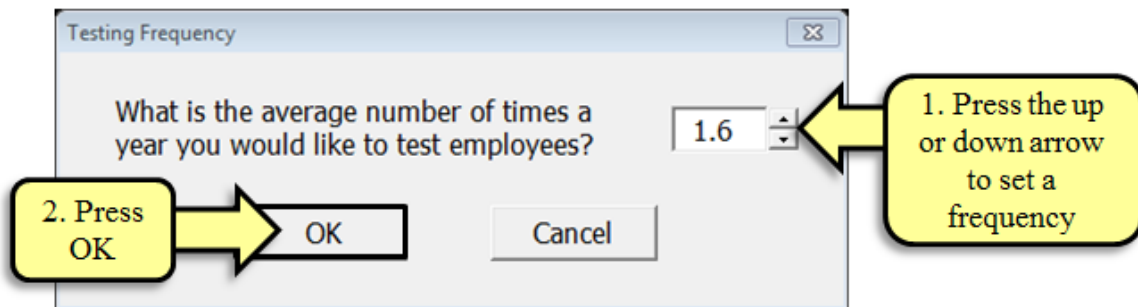 Testing Frequency
What is the average number of times a
year you would like to test employees?
1.6
1. Press the up
or down arrow
to set a
frequency
2. Press
OK
OK
Cancel